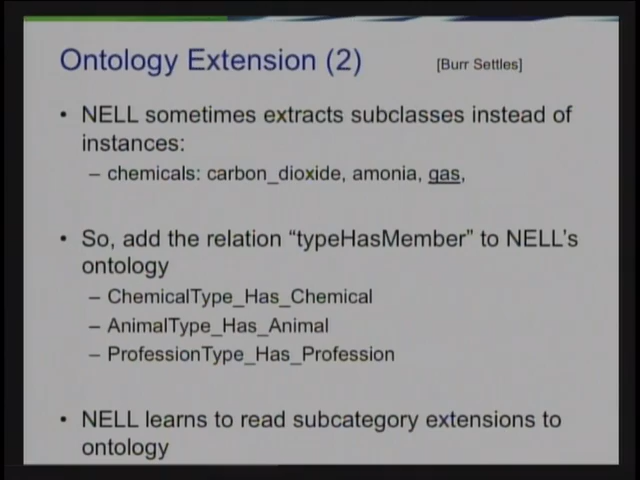 Ontology Extension (2)
[Burr Settles]
• NELL sometimes extracts subclasses instead of
instances:
– chemicals: carbon_dioxide, amonia, gas,
• So, add the relation “typeHasMember” to NELL’s
ontology
– ChemicalType_Has_Chemical
– AnimalType_Has_Animal
– ProfessionType_Has_Profession
• NELL learns to read subcategory extensions to
ontology